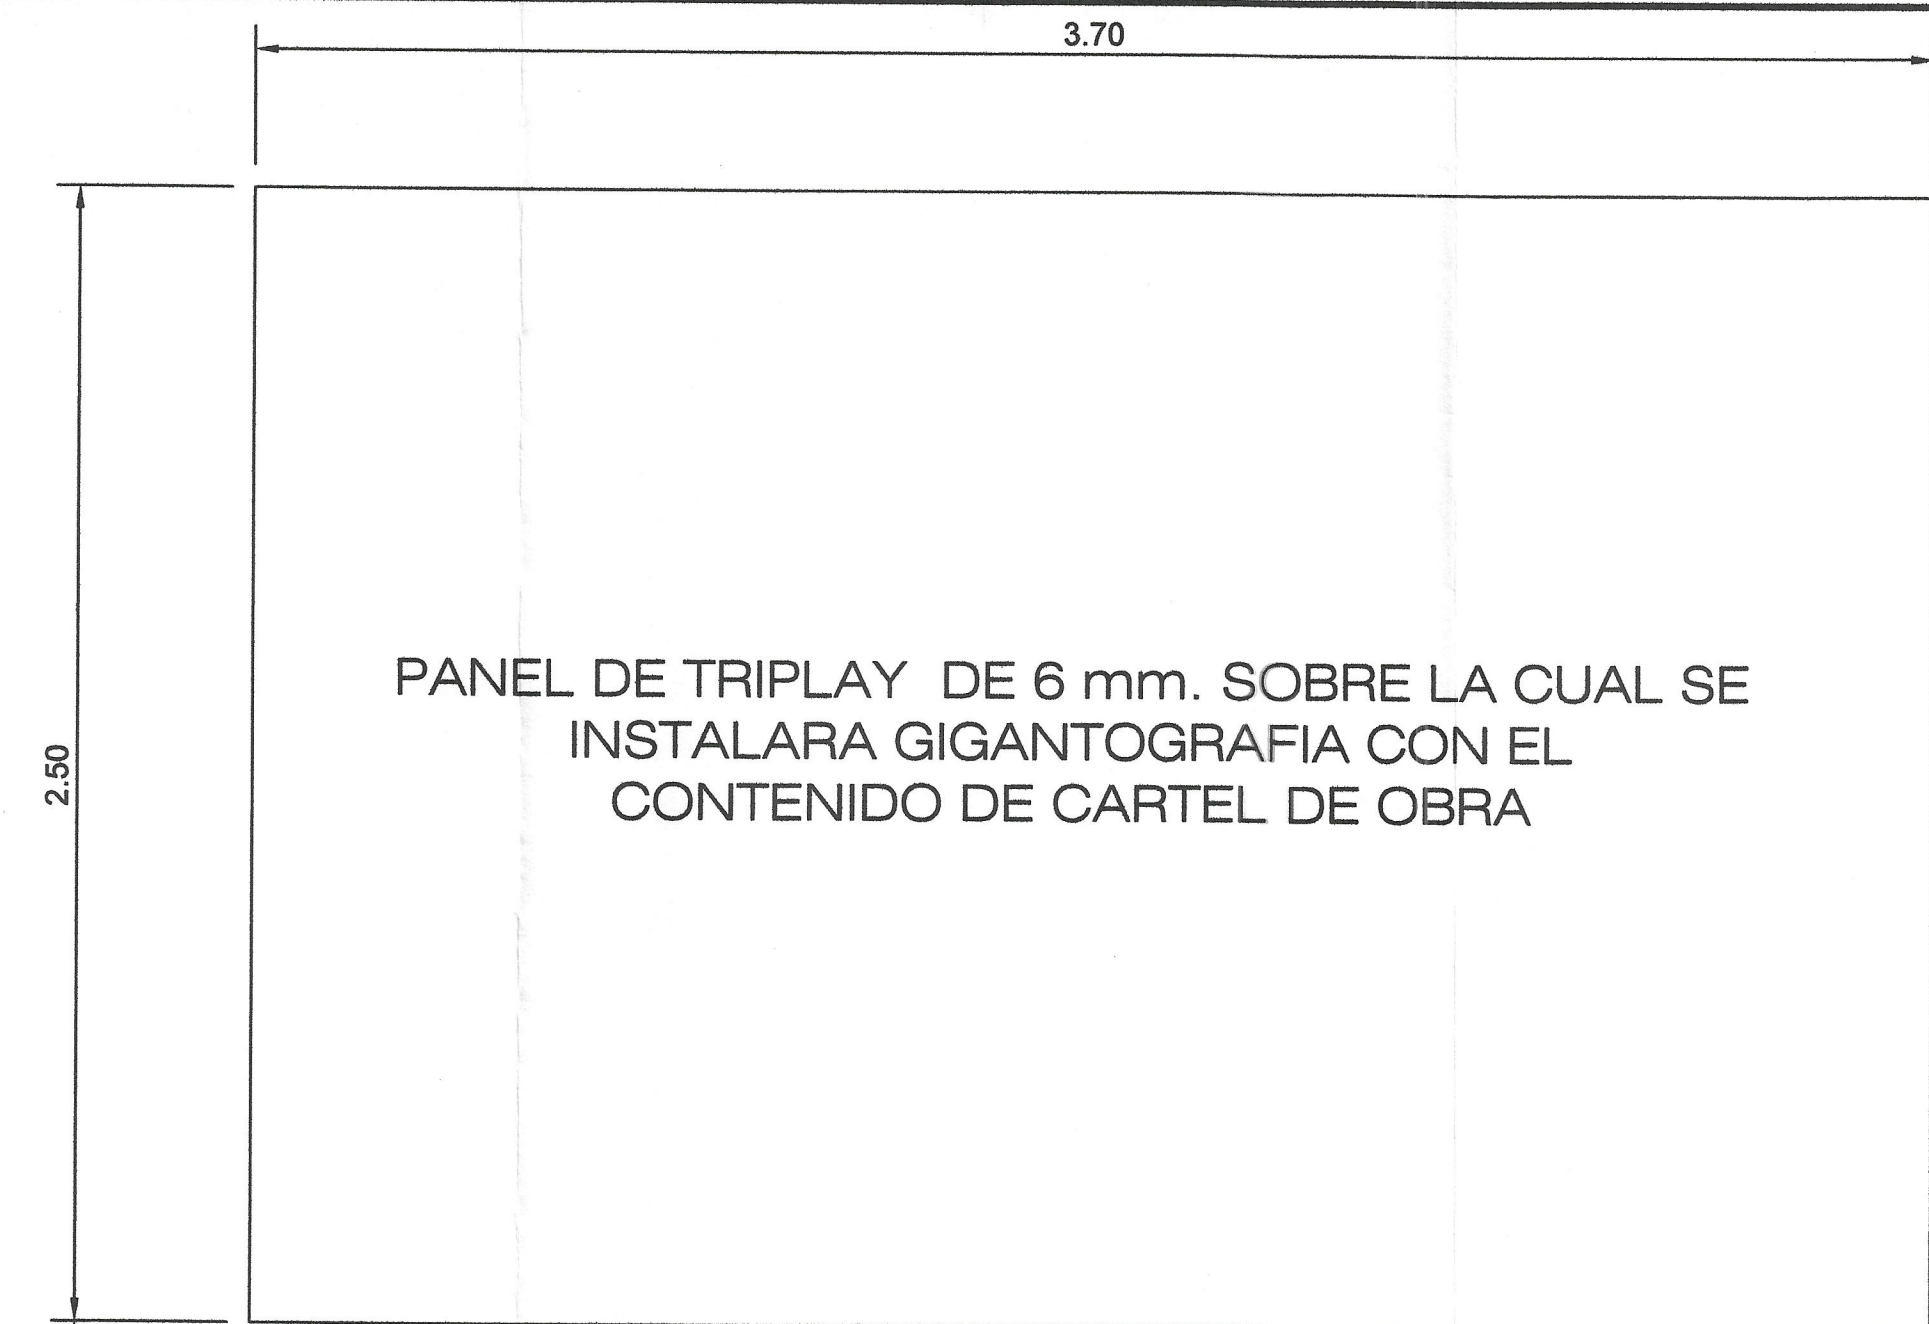 3.70
2.50
PANEL DE TRIPLAY DE 6 mm. SOBRE LA CUAL SE
INSTALARA GIGANTOGRAFIA CON EL
CONTENIDO DE CARTEL DE OBRA